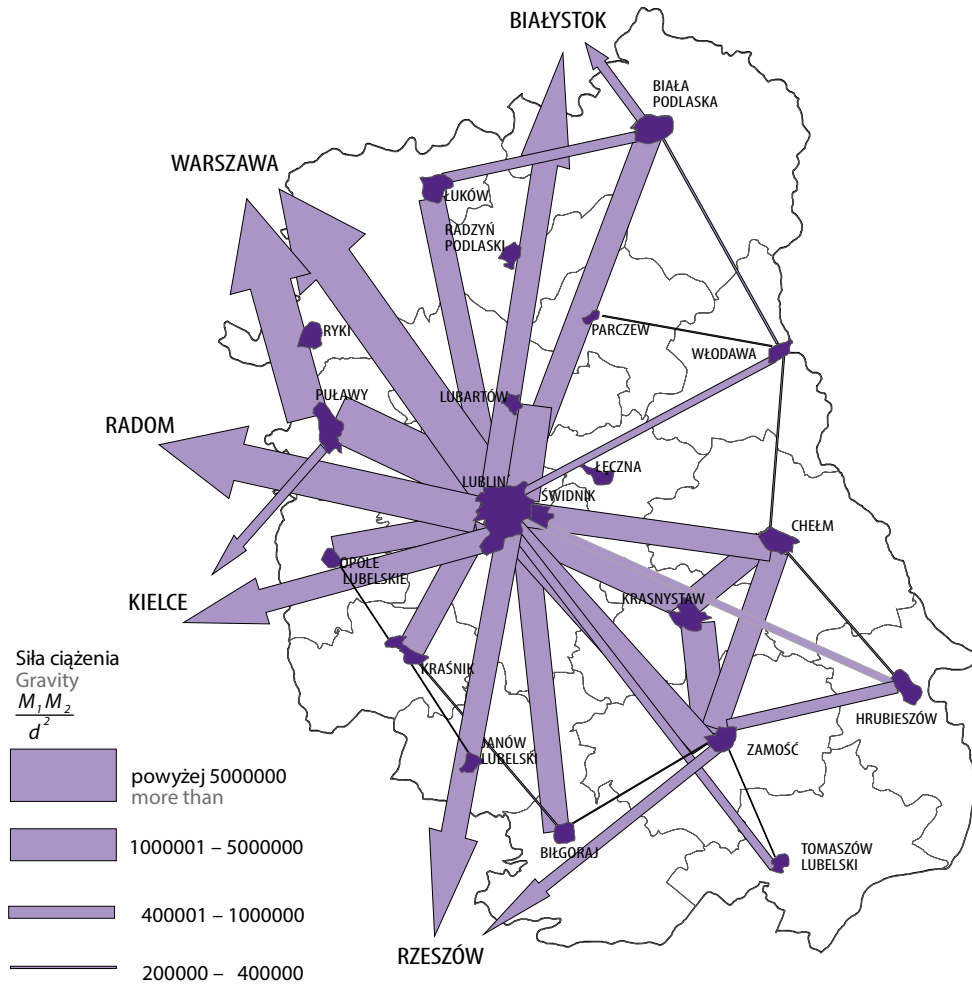 BIAŁYSTOK
BIAŁA
PODLASKA
WARSZAWA
ŁUKÓW
RADZYŃ
PODLASKI
RYKI
PARCZEW
WŁODAWA
PUŁAWY
LUBARTÓW
RADOM
LUBLIN
ŁĘCZNA
ŚWIDNIK
CHEŁM
OPOLE
LUBELSKIE
KIELCE
KRASNYSTAW
KRAŚNIK
HRUBIESZÓW
JANÓW
LUBELSKI
ZAMOŚĆ
BIŁGORAJ
TOMASZÓW
LUBELSKI
RZESZÓW
Siła ciążenia
Gravity
M₁M₂
d²
powyżej 5000000
more than
1000001 – 5000000
400001 – 1000000
200000 – 400000